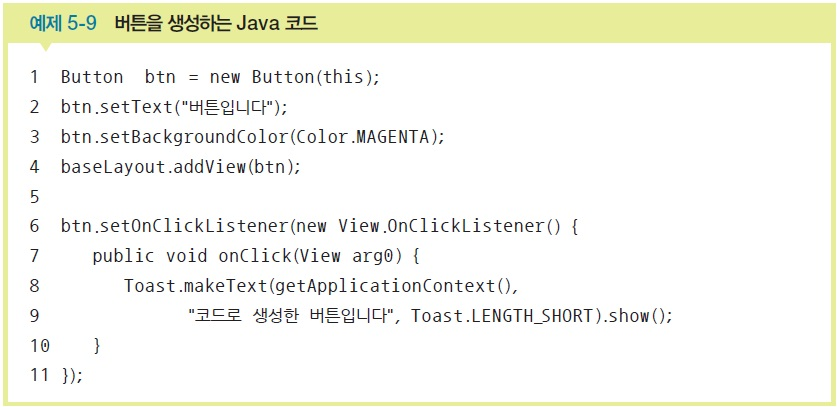 예제 5-9 버튼을 생성하는 Java 코드
1 Button btn = new Button(this);
2 btn.setText("버튼입니다");
3 btn.setBackgroundColor(Color.MAGENTA);
4 baseLayout.addView(btn);
5
6 btn.setOnClickListener(new View.OnClickListener() {
7 public void onClick(View arg0) {
8 Toast.makeText(getApplicationContext(),
9 "코드로 생성한 버튼입니다", Toast.LENGTH_SHORT).show();
10 }
11 });